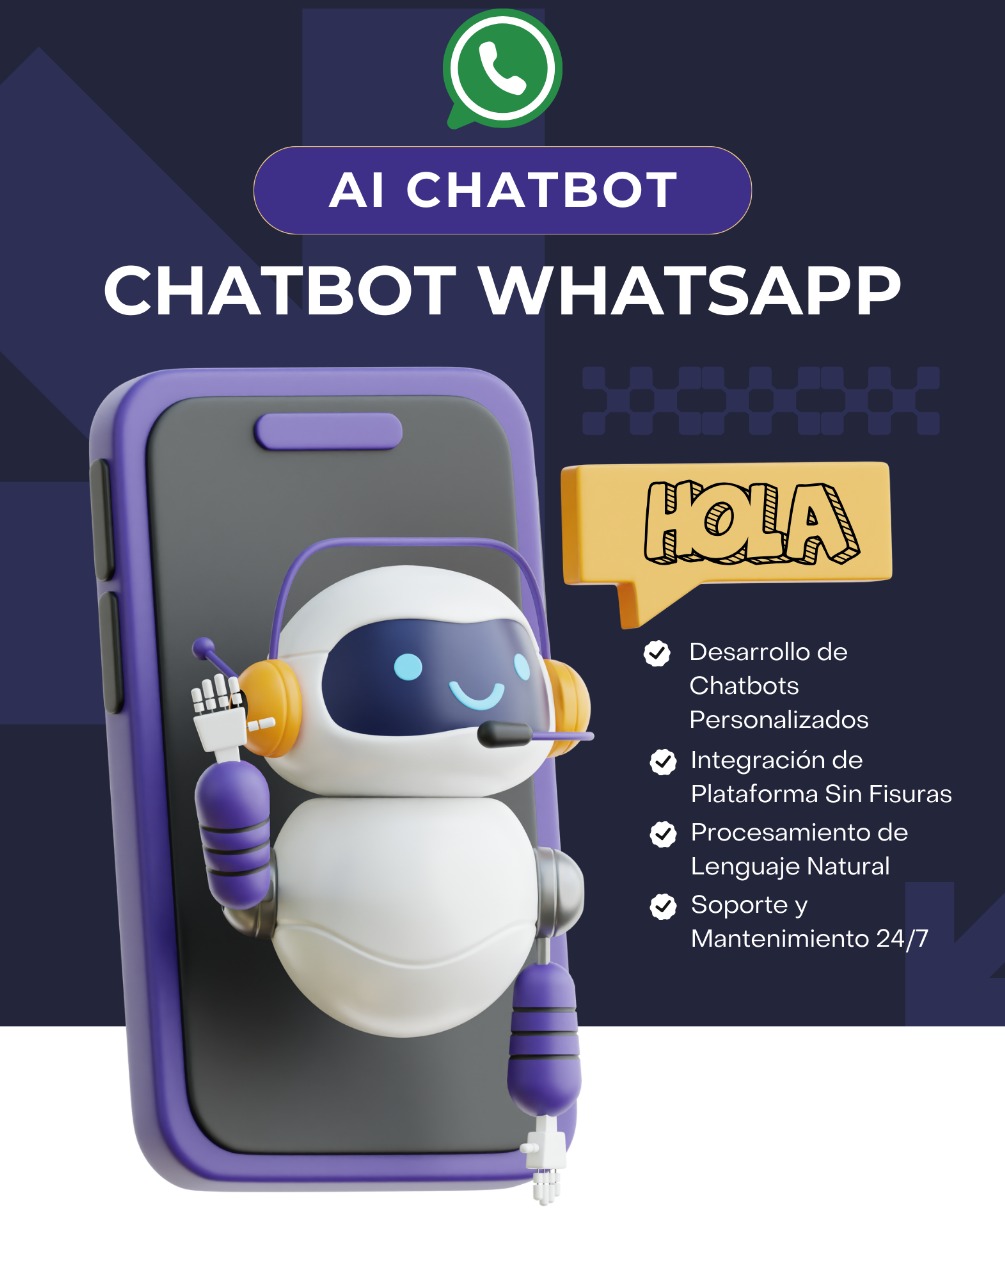 AI CHATBOT
CHATBOT WHATSAPP
HOLA
Desarrollo de
Chatbots
Personalizados
Integración de
Plataforma Sin Fisuras
Procesamiento de
Lenguaje Natural
Soporte y
Mantenimiento 24/7